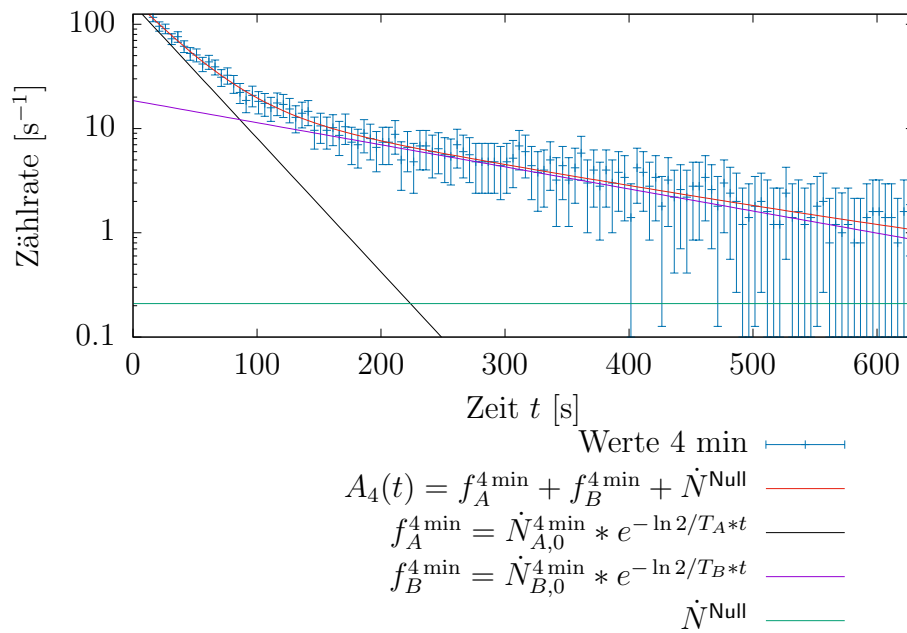 Zählrate [s⁻¹]
100
10
1
0.1
0 100 200 300 400 500 600
Zeit t [s]
Werte 4 min
A₄(t) = f_A^{4 min} + f_B^{4 min} + Ṅ^{Null}
f_A^{4 min} = Ṅ_{A,0}^{4 min} * e^{−ln 2/T_A*t}
f_B^{4 min} = Ṅ_{B,0}^{4 min} * e^{−ln 2/T_B*t}
Ṅ^{Null}